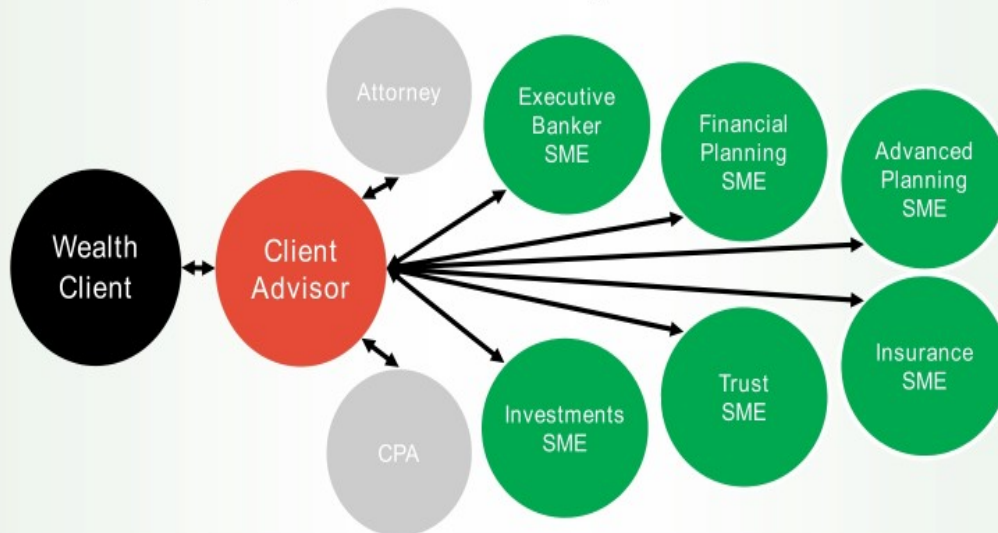 Attorney
Executive
Banker
SME
Financial
Planning
SME
Advanced
Planning
SME
Wealth
Client
Client
Advisor
CPA
Investments
SME
Trust
SME
Insurance
SME